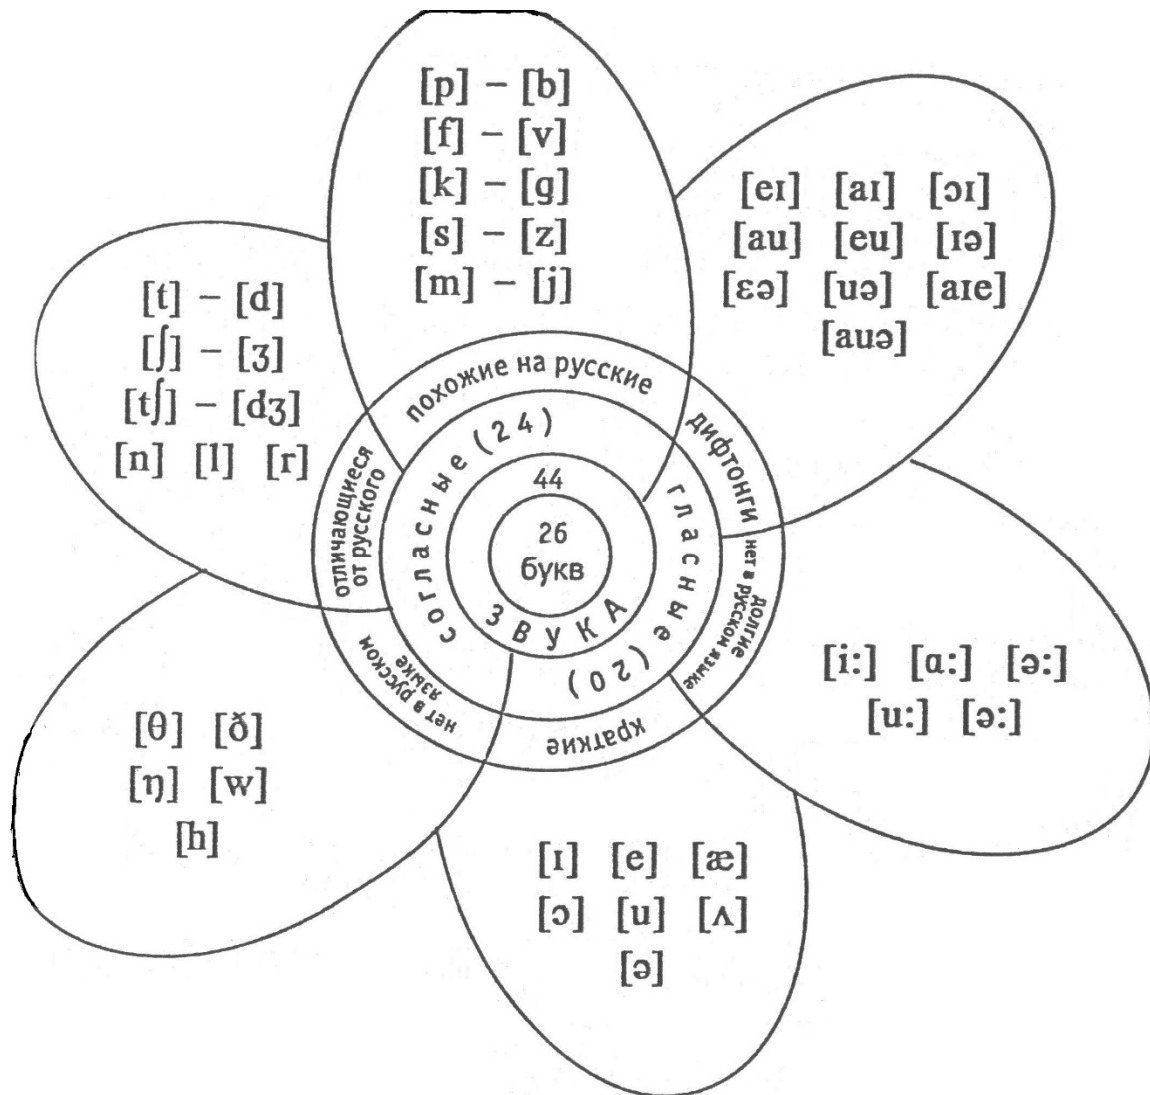 [p] – [b]
[f] – [v]
[k] – [g]
[s] – [z]
[m] – [j]
[eɪ] [aɪ] [ɔɪ]
[au] [eu] [ɪə]
[ɛə] [uə] [aɪe]
[auə]
[t] – [d]
[ʃ] – [ʒ]
[tʃ] – [dʒ]
[n] [l] [r]
похожие на русские
дифтонги
отличающиеся
от русского
согласные (24)
гласные (20)
44
ЗВУКА
26
букв
долгие
нет в русском языке
нет в русском
языке
краткие
[i:] [ɑ:] [ə:]
[u:] [ə:]
[θ] [ð]
[ŋ] [w]
[h]
[ɪ] [e] [æ]
[ɔ] [u] [ʌ]
[ə]